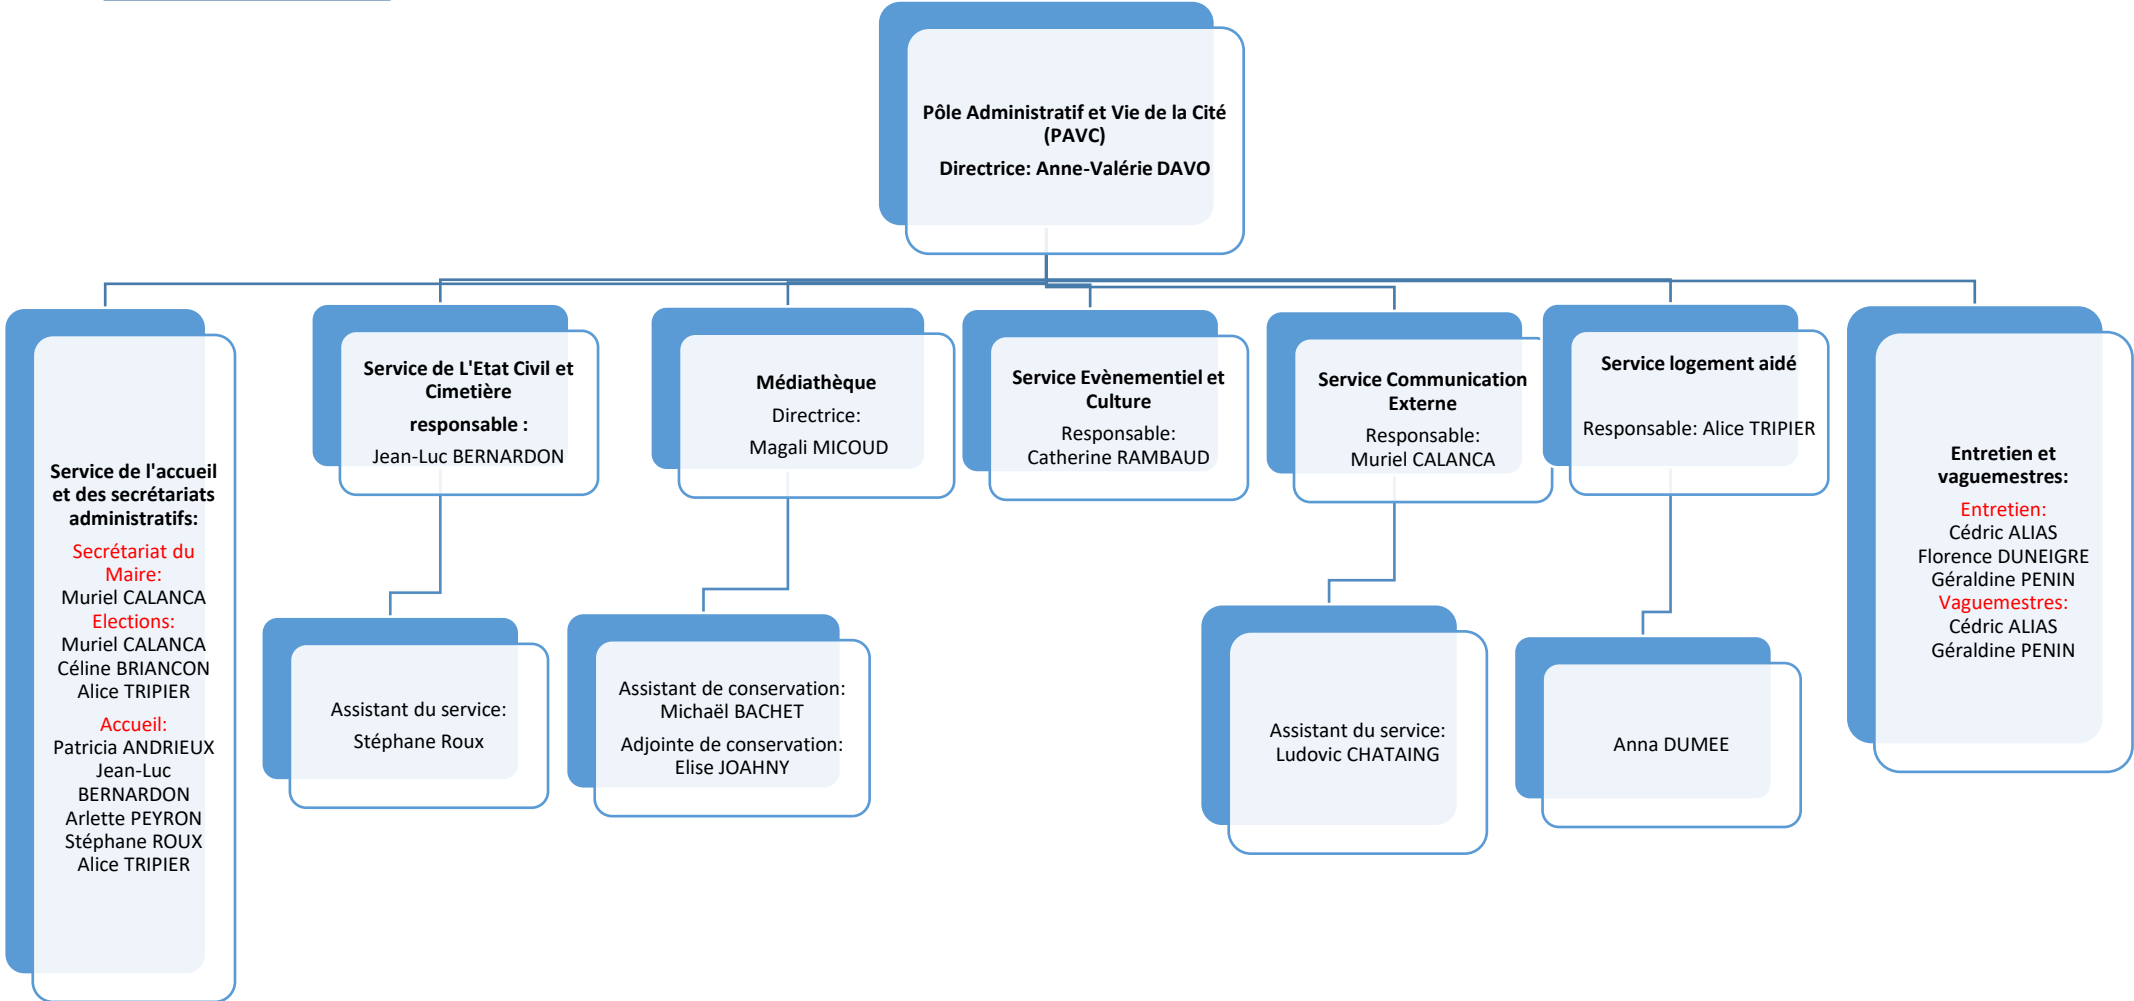 Pôle Administratif et Vie de la Cité
(PAVC)
Directrice: Anne-Valérie DAVO
Service de l'accueil
et des secrétariats
administratifs:
Secrétariat du
Maire:
Muriel CALANCA
Elections:
Muriel CALANCA
Céline BRIANCON
Alice TRIPIER
Accueil:
Patricia ANDRIEUX
Jean-Luc
BERNARDON
Arlette PEYRON
Stéphane ROUX
Alice TRIPIER
Service de L'Etat Civil et
Cimetière
responsable :
Jean-Luc BERNARDON
Assistant du service:
Stéphane Roux
Médiathèque
Directrice:
Magali MICOUD
Assistant de conservation:
Michaël BACHET
Adjointe de conservation:
Elise JOAHNY
Service Evènementiel et
Culture
Responsable:
Catherine RAMBAUD
Service Communication
Externe
Responsable:
Muriel CALANCA
Assistant du service:
Ludovic CHATAING
Service logement aidé
Responsable: Alice TRIPIER
Anna DUMEE
Entretien et
vaguemestres:
Entretien:
Cédric ALIAS
Florence DUNEIGRE
Géraldine PENIN
Vaguemestres:
Cédric ALIAS
Géraldine PENIN